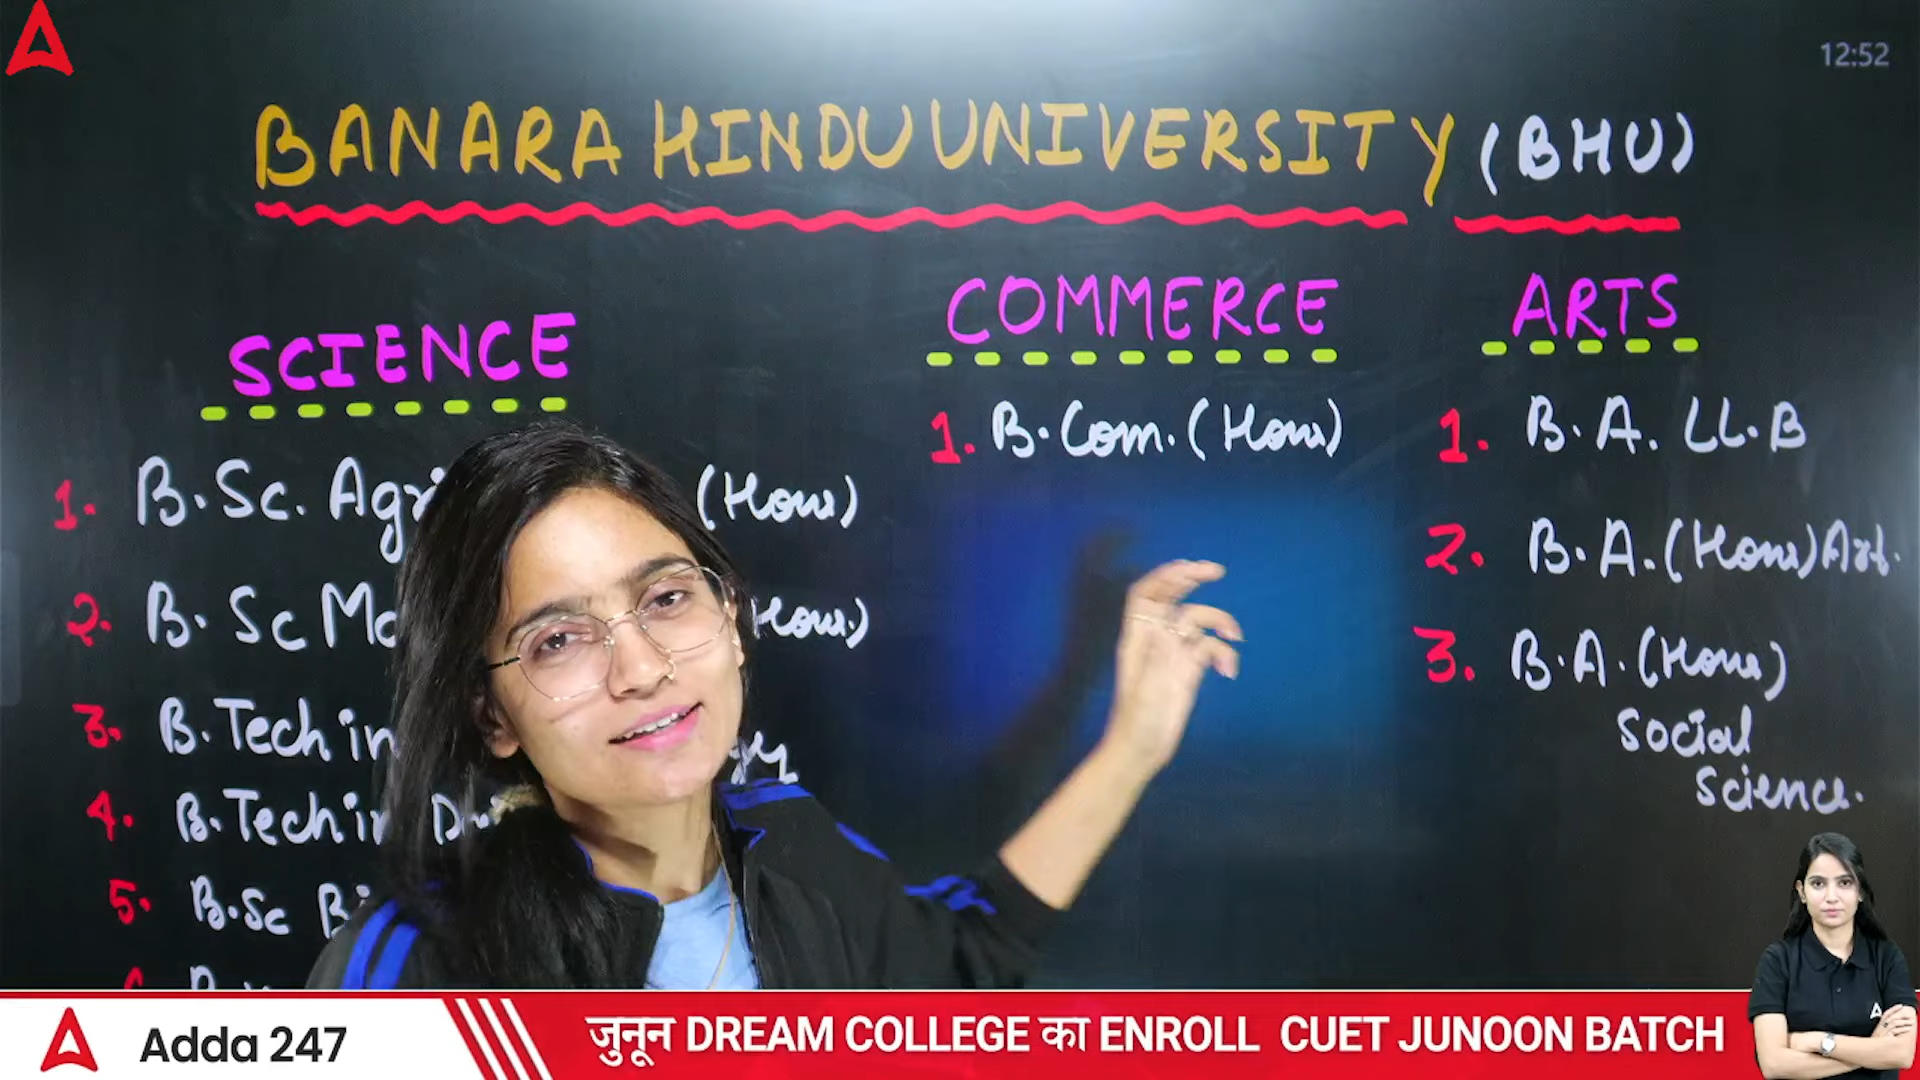 12:52
BANARA HINDU UNIVERSITY (BHU)
SCIENCE
1. B.Sc. (Hons)
2. B.Sc (Hons.)
3. B.Tech in
4. B.Tech in
5. B.Sc
COMMERCE
1. B.Com. (Hons)
ARTS
1. B.A. LL.B
2. B.A. (Hons) Art.
3. B.A. (Hons)
Social
Science.
Adda 247
जुनून DREAM COLLEGE का ENROLL CUET JUNOON BATCH